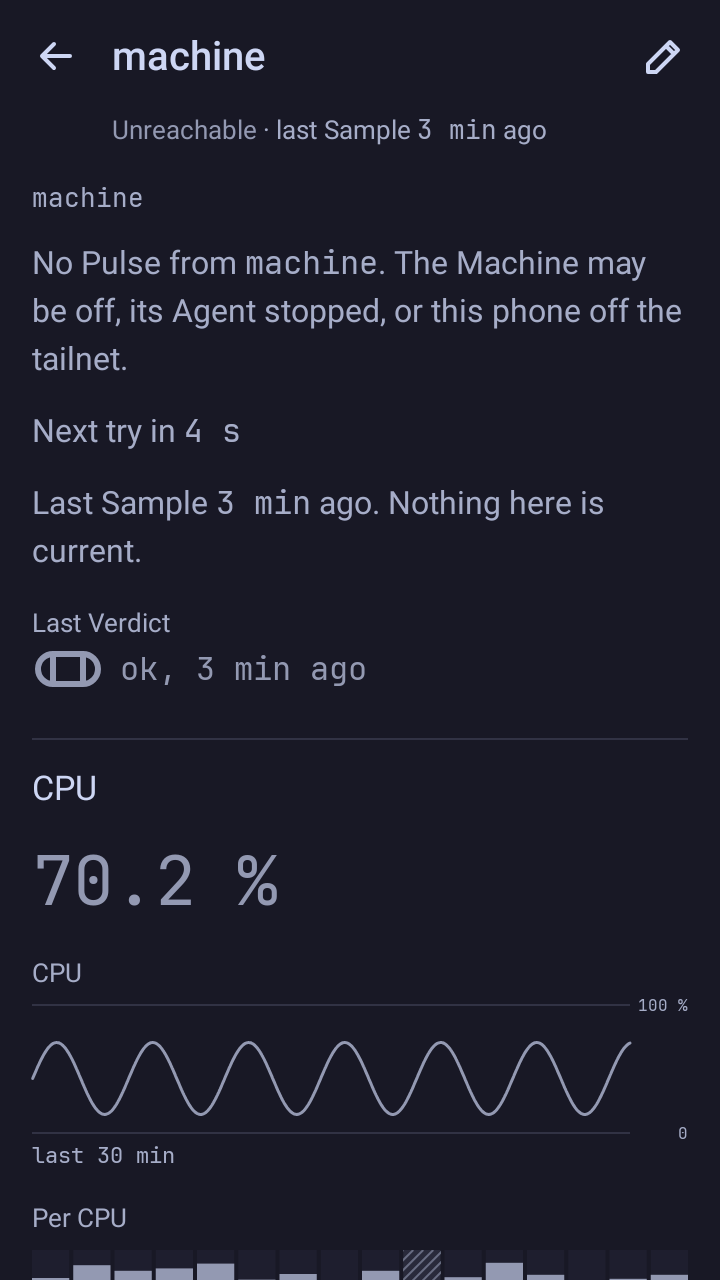 machine
Unreachable · last Sample 3 min ago
machine
No Pulse from machine. The Machine may
be off, its Agent stopped, or this phone off the
tailnet.
Next try in 4 s
Last Sample 3 min ago. Nothing here is
current.
Last Verdict
ok, 3 min ago
CPU
70.2 %
CPU
100 %
0
last 30 min
Per CPU